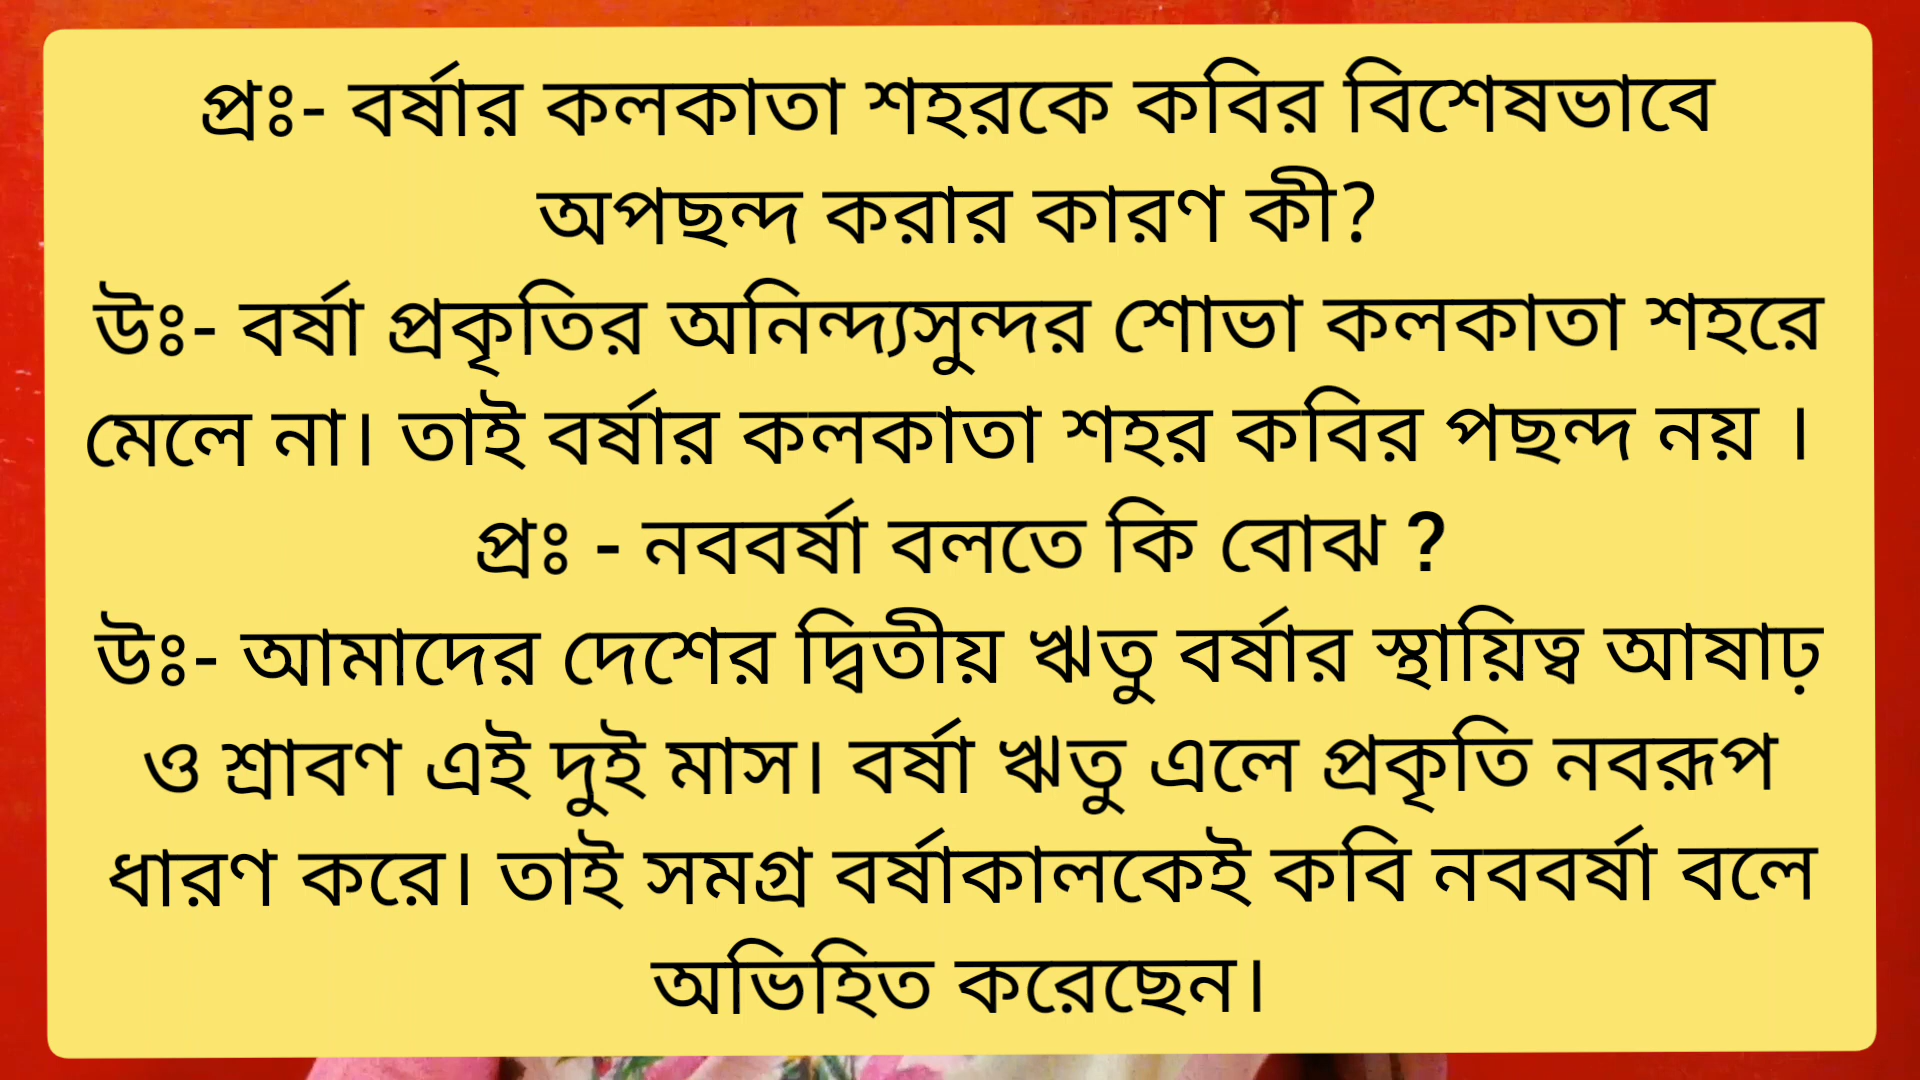 প্রঃ- বর্ষার কলকাতা শহরকে কবির বিশেষভাবে
অপছন্দ করার কারণ কী?
উঃ- বর্ষা প্রকৃতির অনিন্দ্যসুন্দর শোভা কলকাতা শহরে
মেলে না। তাই বর্ষার কলকাতা শহর কবির পছন্দ নয় ।
প্রঃ - নববর্ষা বলতে কি বোঝ ?
উঃ- আমাদের দেশের দ্বিতীয় ঋতু বর্ষার স্থায়িত্ব আষাঢ়
ও শ্রাবণ এই দুই মাস। বর্ষা ঋতু এলে প্রকৃতি নবরূপ
ধারণ করে। তাই সমগ্র বর্ষাকালকেই কবি নববর্ষা বলে
অভিহিত করেছেন।